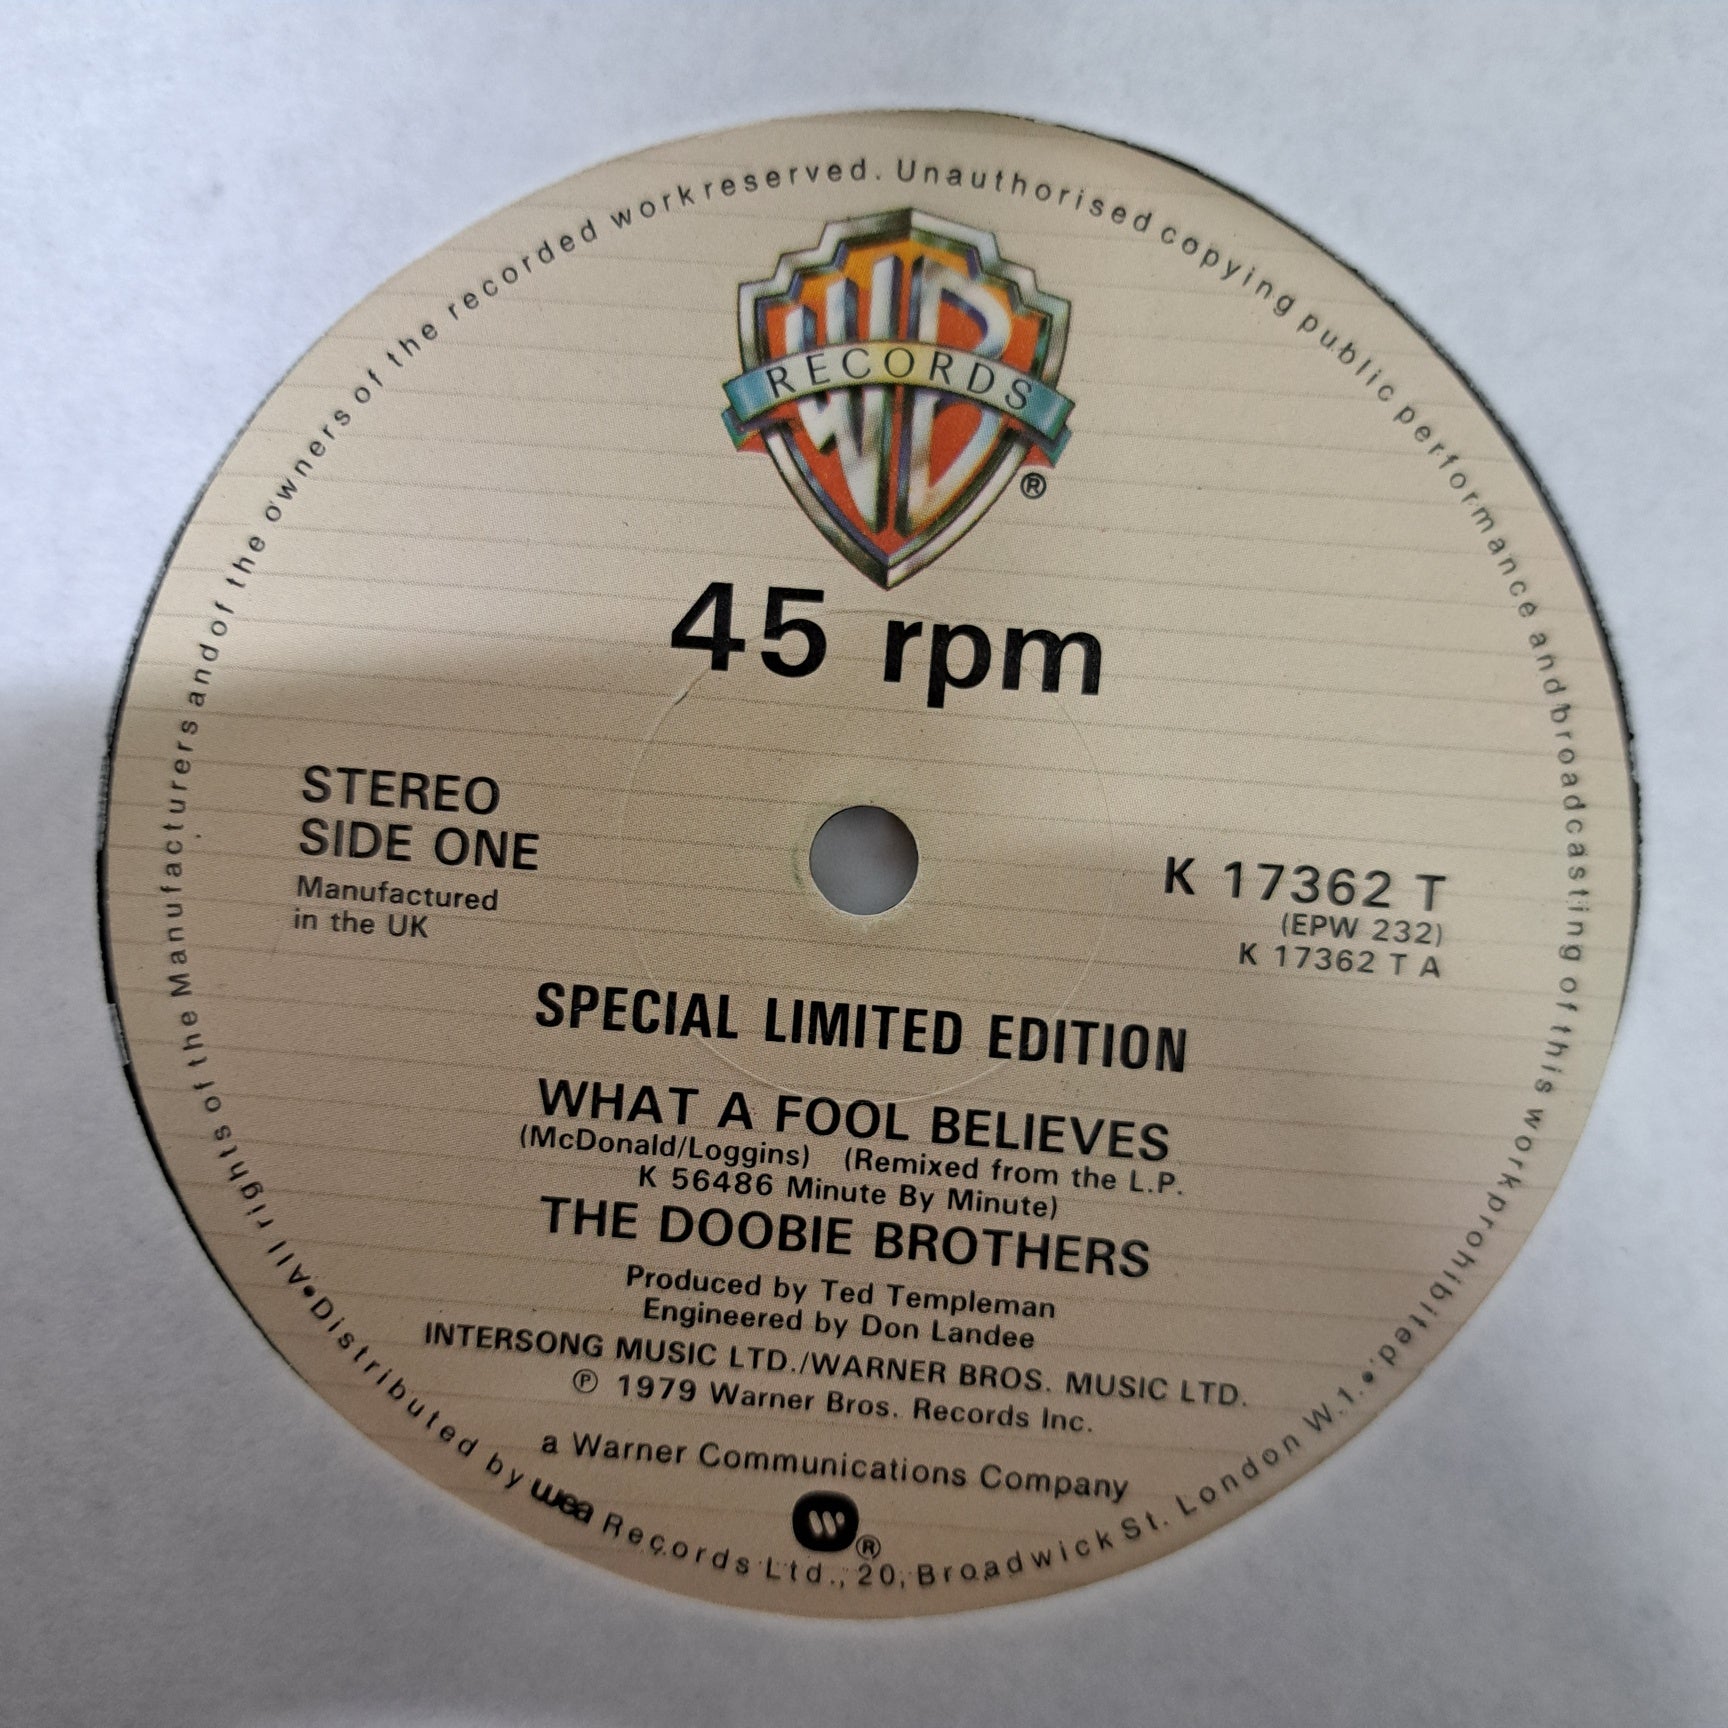 WB
RECORDS
®
45 rpm
STEREO
SIDE ONE
Manufactured
in the UK
K 17362 T
(EPW 232)
K 17362 T A
SPECIAL LIMITED EDITION
WHAT A FOOL BELIEVES
(McDonald/Loggins) (Remixed from the L.P.
K 56486 Minute By Minute)
THE DOOBIE BROTHERS
Produced by Ted Templeman
Engineered by Don Landee
INTERSONG MUSIC LTD./WARNER BROS. MUSIC LTD.
℗ 1979 Warner Bros. Records Inc.
a Warner Communications Company
W®
•All rights of the Manufacturers and of the owners of the recorded work reserved. Unauthorised copying public performance and broadcasting of this work prohibited.•
Distributed by wea Records Ltd., 20, Broadwick St. London W.1.